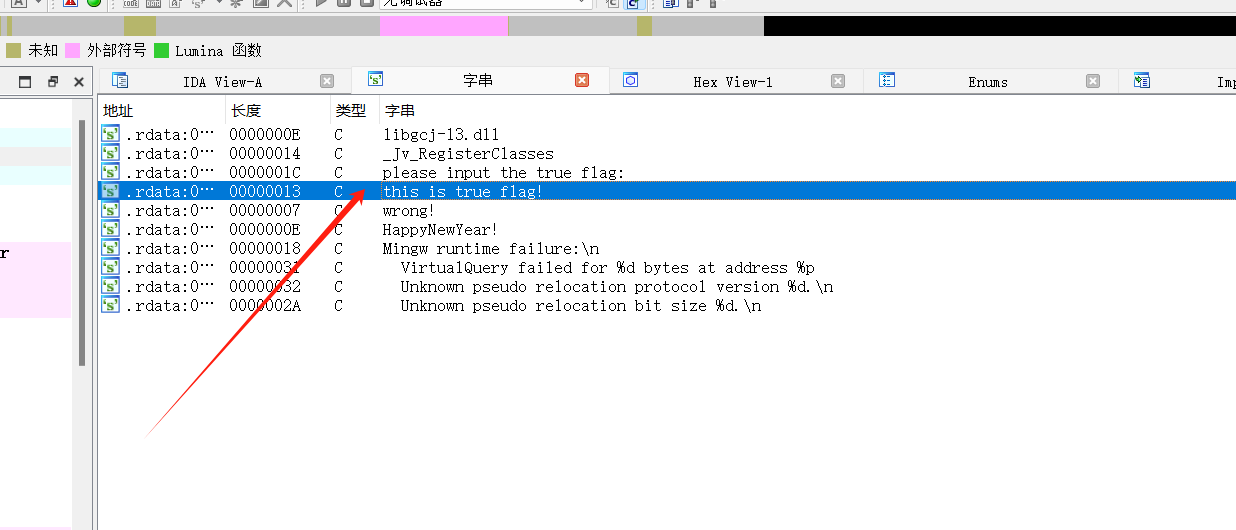 无调试器
未知 外部符号 Lumina 函数
IDA View-A 字串 Hex View-1 Enums
地址 长度 类型 字串
.rdata:0… 0000000E C libgcj-13.dll
.rdata:0… 00000014 C _Jv_RegisterClasses
.rdata:0… 0000001C C please input the true flag:
.rdata:0… 00000013 C this is true flag!
.rdata:0… 00000007 C wrong!
.rdata:0… 0000000E C HappyNewYear!
r
.rdata:0… 00000018 C Mingw runtime failure:\n
.rdata:0… 00000031 C VirtualQuery failed for %d bytes at address %p
.rdata:0… 00000032 C Unknown pseudo relocation protocol version %d.\n
.rdata:0… 0000002A C Unknown pseudo relocation bit size %d.\n